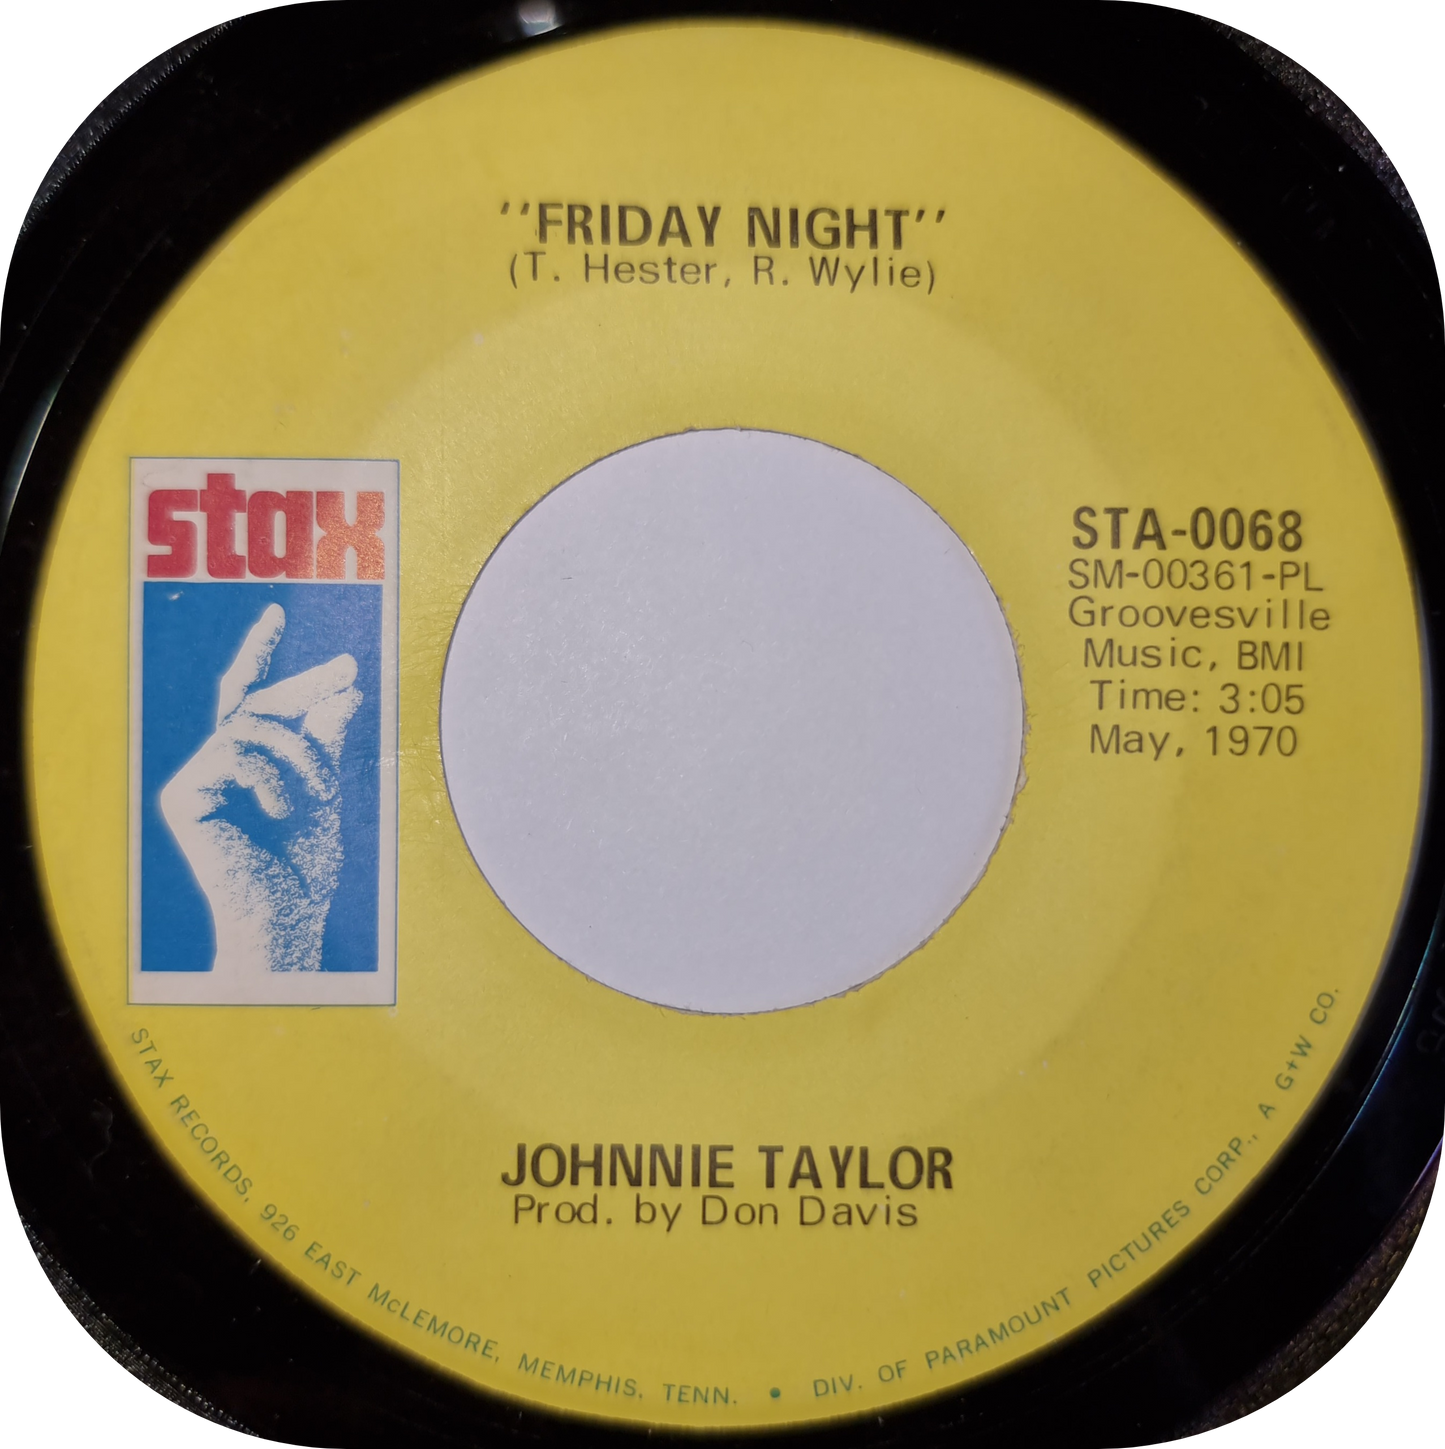 ''FRIDAY NIGHT''
(T. Hester, R. Wylie)
stax
STA-0068
SM-00361-PL
Groovesville
Music, BMI
Time: 3:05
May, 1970
JOHNNIE TAYLOR
Prod. by Don Davis
STAX RECORDS, 926 EAST McLEMORE, MEMPHIS, TENN. • DIV. OF PARAMOUNT PICTURES CORP., A G+W CO.